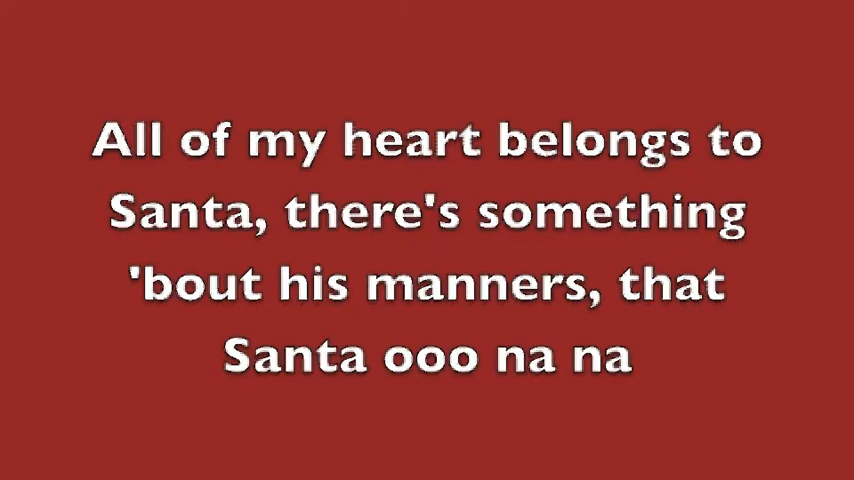 All of my heart belongs to
Santa, there's something
'bout his manners, that
Santa ooo na na